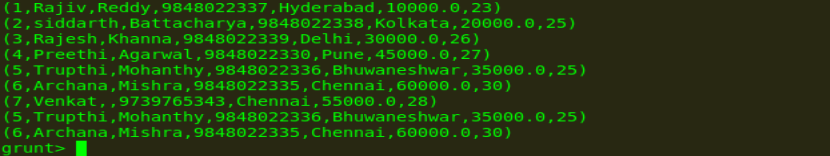 (1,Rajiv,Reddy,9848022337,Hyderabad,10000.0,23)
(2,siddarth,Battacharya,9848022338,Kolkata,20000.0,25)
(3,Rajesh,Khanna,9848022339,Delhi,30000.0,26)
(4,Preethi,Agarwal,9848022330,Pune,45000.0,27)
(5,Trupthi,Mohanthy,9848022336,Bhuwaneshwar,35000.0,25)
(6,Archana,Mishra,9848022335,Chennai,60000.0,30)
(7,Venkat,,9739765343,Chennai,55000.0,28)
(5,Trupthi,Mohanthy,9848022336,Bhuwaneshwar,35000.0,25)
(6,Archana,Mishra,9848022335,Chennai,60000.0,30)
grunt>